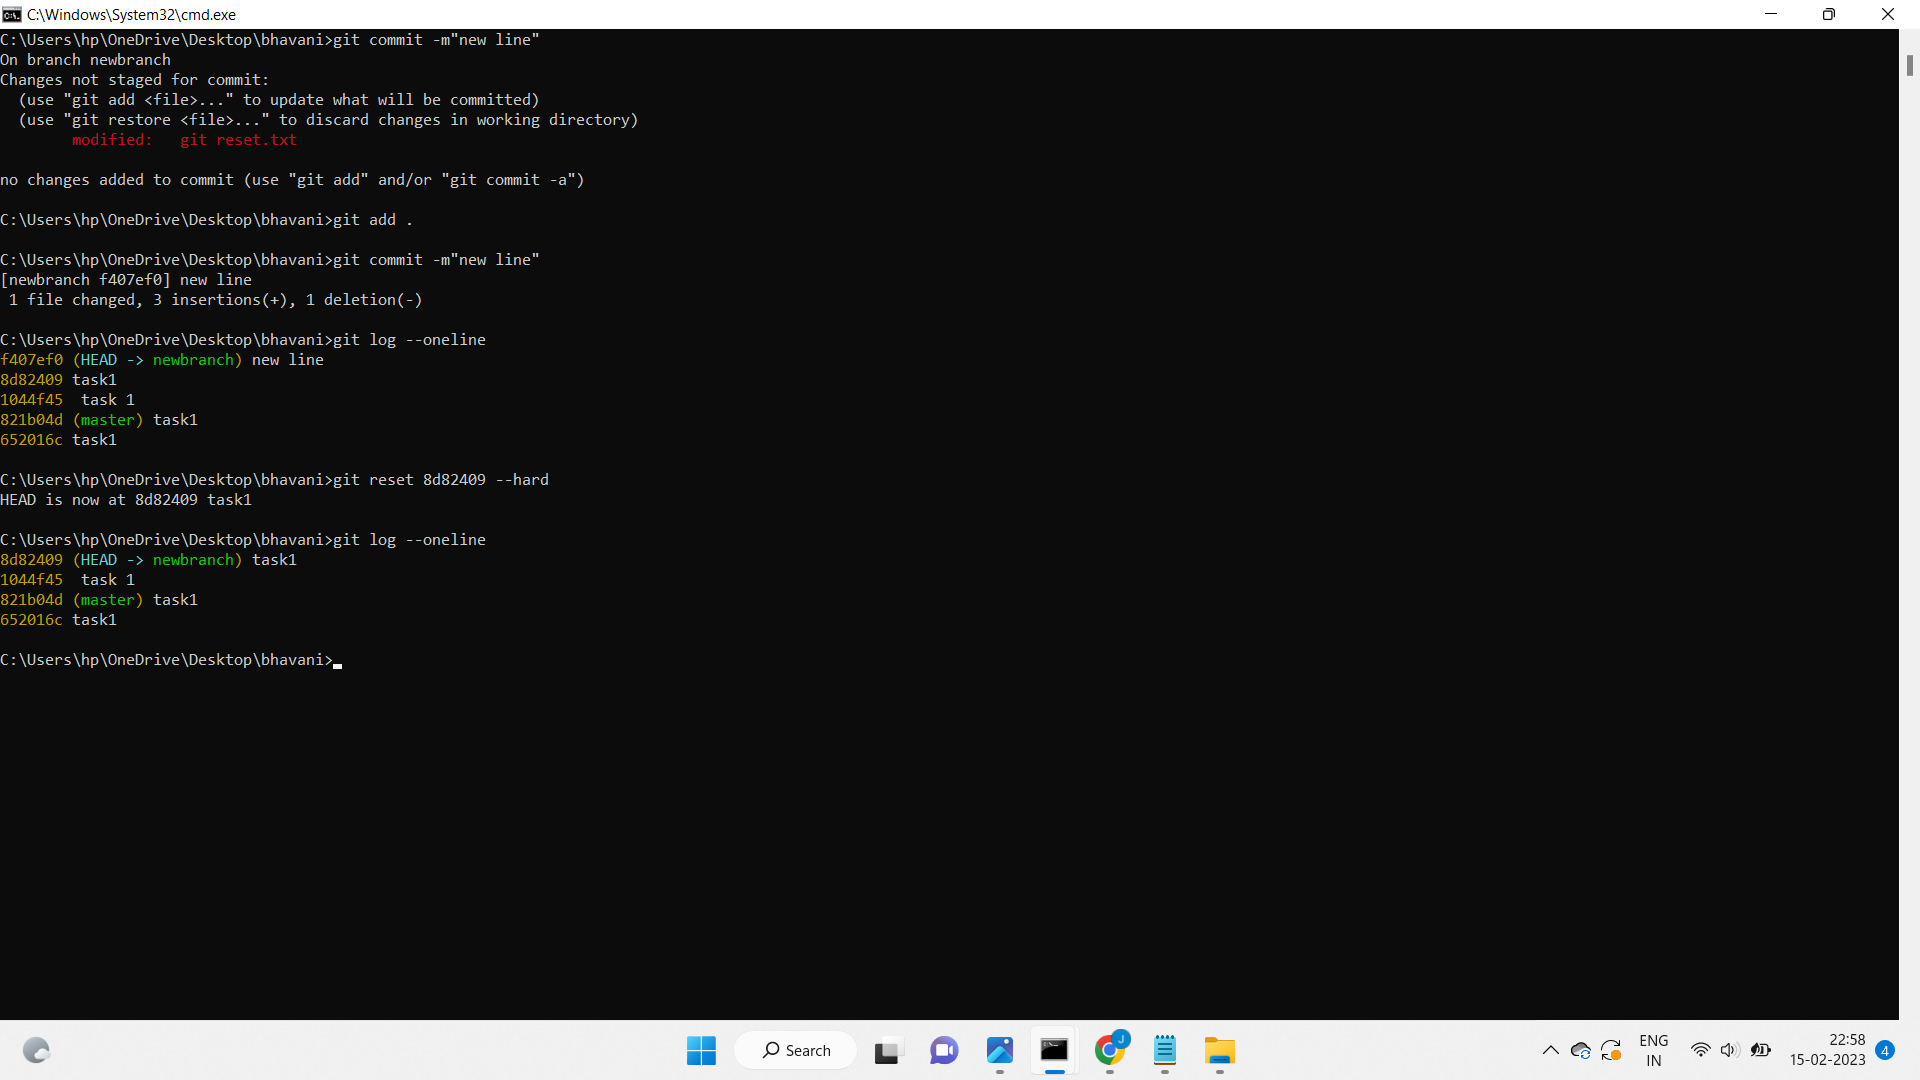 C:\Windows\System32\cmd.exe
C:\Users\hp\OneDrive\Desktop\bhavani>git commit -m"new line"
On branch newbranch
Changes not staged for commit:
  (use "git add <file>..." to update what will be committed)
  (use "git restore <file>..." to discard changes in working directory)
        modified:   git reset.txt
no changes added to commit (use "git add" and/or "git commit -a")
C:\Users\hp\OneDrive\Desktop\bhavani>git add .
C:\Users\hp\OneDrive\Desktop\bhavani>git commit -m"new line"
[newbranch f407ef0] new line
 1 file changed, 3 insertions(+), 1 deletion(-)
C:\Users\hp\OneDrive\Desktop\bhavani>git log --oneline
f407ef0 (HEAD -> newbranch) new line
8d82409 task1
1044f45  task 1
821b04d (master) task1
652016c task1
C:\Users\hp\OneDrive\Desktop\bhavani>git reset 8d82409 --hard
HEAD is now at 8d82409 task1
C:\Users\hp\OneDrive\Desktop\bhavani>git log --oneline
8d82409 (HEAD -> newbranch) task1
1044f45  task 1
821b04d (master) task1
652016c task1
C:\Users\hp\OneDrive\Desktop\bhavani>
Search
J
ENG
IN
22:58
15-02-2023
4